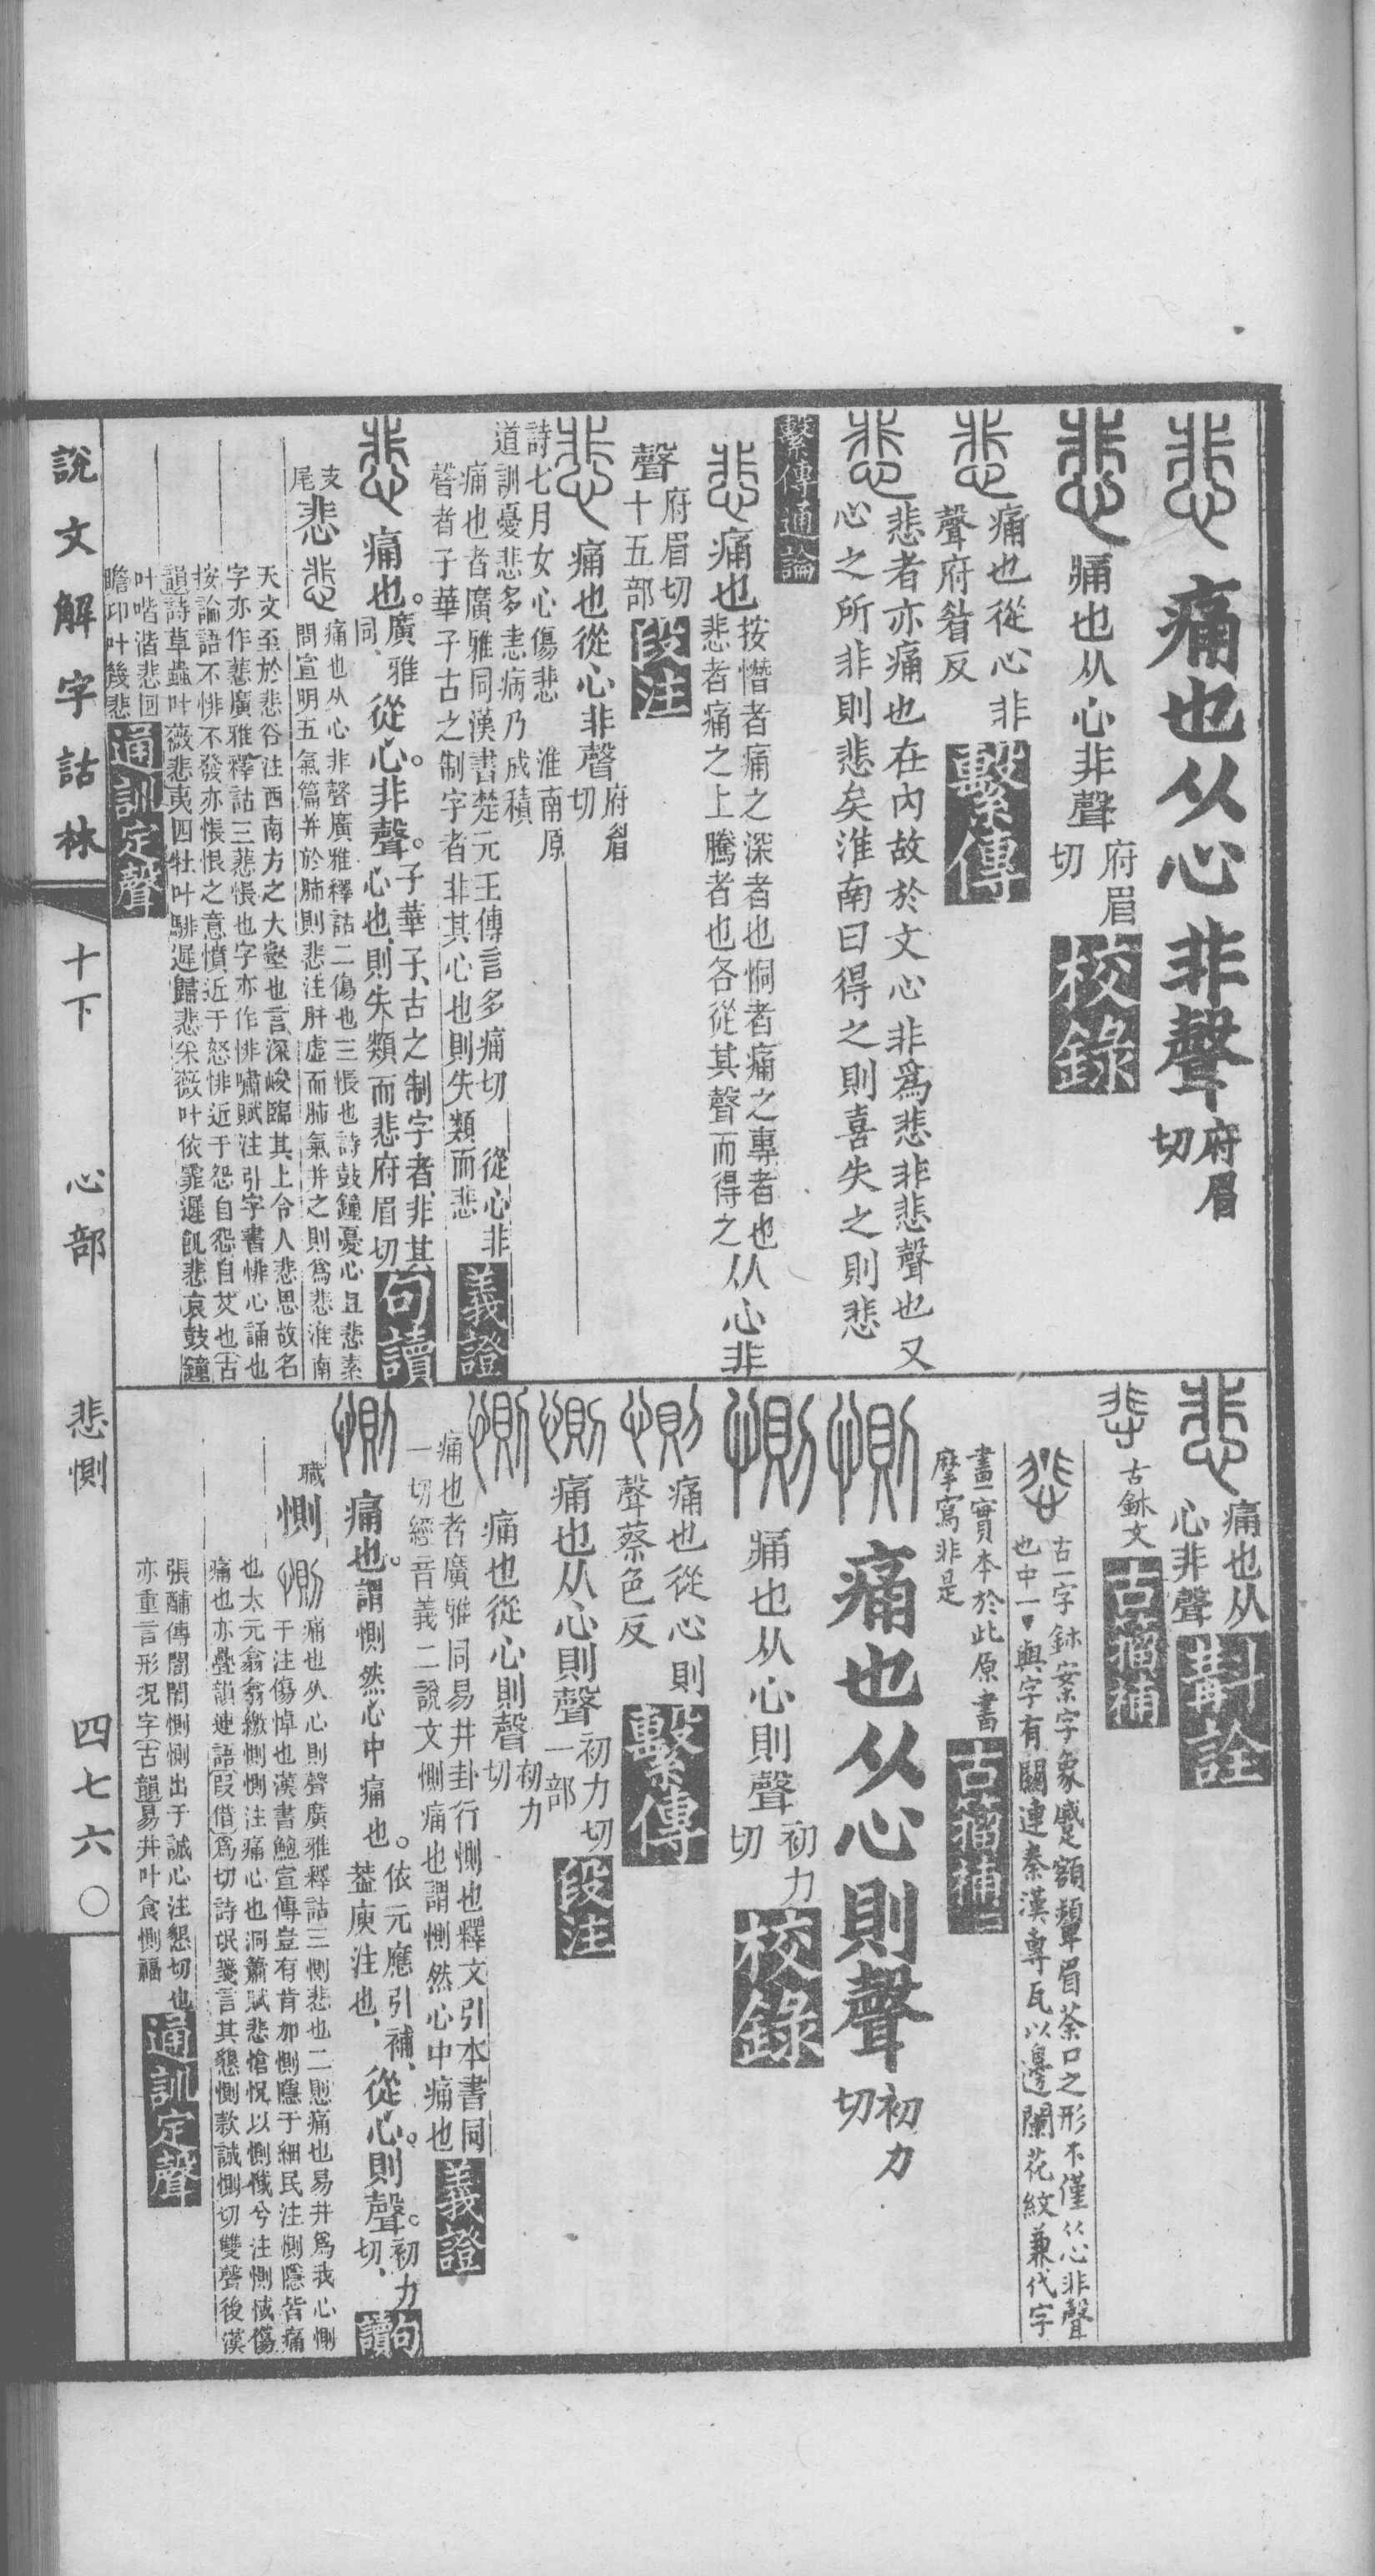 悲 痛也从心非聲府眉切
悲 痛也从心非聲府眉切 校錄
悲 痛也從心非聲府眉反 繫傳
悲 悲者亦痛也在內故於文心非爲悲非悲聲也又
心之所非則悲矣淮南曰得之則喜失之則悲
繫傳通論
悲 痛也按憯者痛之深者也恫者痛之專者也
悲者痛之上騰者也各從其聲而得之从心非
聲府眉切十五部 段注
悲 痛也從心非聲府眉切
詩七月女心傷悲 淮南原
道訓憂悲多恚病乃成積
痛也者廣雅同漢書楚元王傳言多痛切 從心非
聲者子華子古之制字者非其心也則失類而悲 義證
悲 痛也。廣雅同、從心。非聲。子華子、古之制字者、非其
心也、則失類而悲府眉切 句讀
支尾 悲 痛也从心非聲廣雅釋詁二傷也三悵也詩鼓鐘憂心且悲素
問宣明五氣篇并於肺則悲注肝虛而肺氣并之則爲悲淮南
天文至於悲谷注西南方之大壑也言深峻臨其上令人悲思故名
字亦作悲廣雅釋詁三悲悵也字亦作悱嘯賦注引字書悱心誦也
按論語不悱不發亦悵恨之意憤近于怒悱近于怨自怨自艾也古
韻詩草蟲叶薇悲夷四牡叶騑遲歸悲采薇叶依霏遲飢悲哀鼓鐘
叶喈湝悲回
瞻卬叶幾悲 通訓定聲
悲 痛也从心非聲 斠詮
古鉨文 古籀補
古一字鉨案字象蹙額顰眉荼口之形不僅从心非聲
也中一與字有關連秦漢專瓦以邊闌花紋兼代字
畫實本於此原書
摩寫非是 古籀補二
惻 痛也从心則聲初力切
惻 痛也从心則聲初力切 校錄
惻 痛也從心則聲蔡色反 繫傳
惻 痛也从心則聲初力切一部 段注
惻 痛也從心則聲初力切
痛也者廣雅同易井卦行惻也釋文引本書同
一切經音義二說文惻痛也謂惻然心中痛也 義證
惻 痛也。謂惻然心中痛也。依元應引補、
葢庾注也、從心。則聲。初力切、 句讀
職 惻 痛也从心則聲廣雅釋詁三惻悲也二惻痛也易井爲我心惻
干注傷悼也漢書鮑宣傳豈有肯加惻隱于細民注惻隱皆痛
也太元翕翕繳惻惻注痛心也洞簫賦悲愴怳以惻惐兮注惻惐傷
痛也亦疊韻連語叚借爲切詩氓箋言其懇惻款誠惻切雙聲後漢
張酺傳誾誾惻惻出于誠心注懇切也
亦重言形況字古韻易井叶食惻福 通訓定聲
說文解字詁林 十下 心部 悲惻 四七六〇